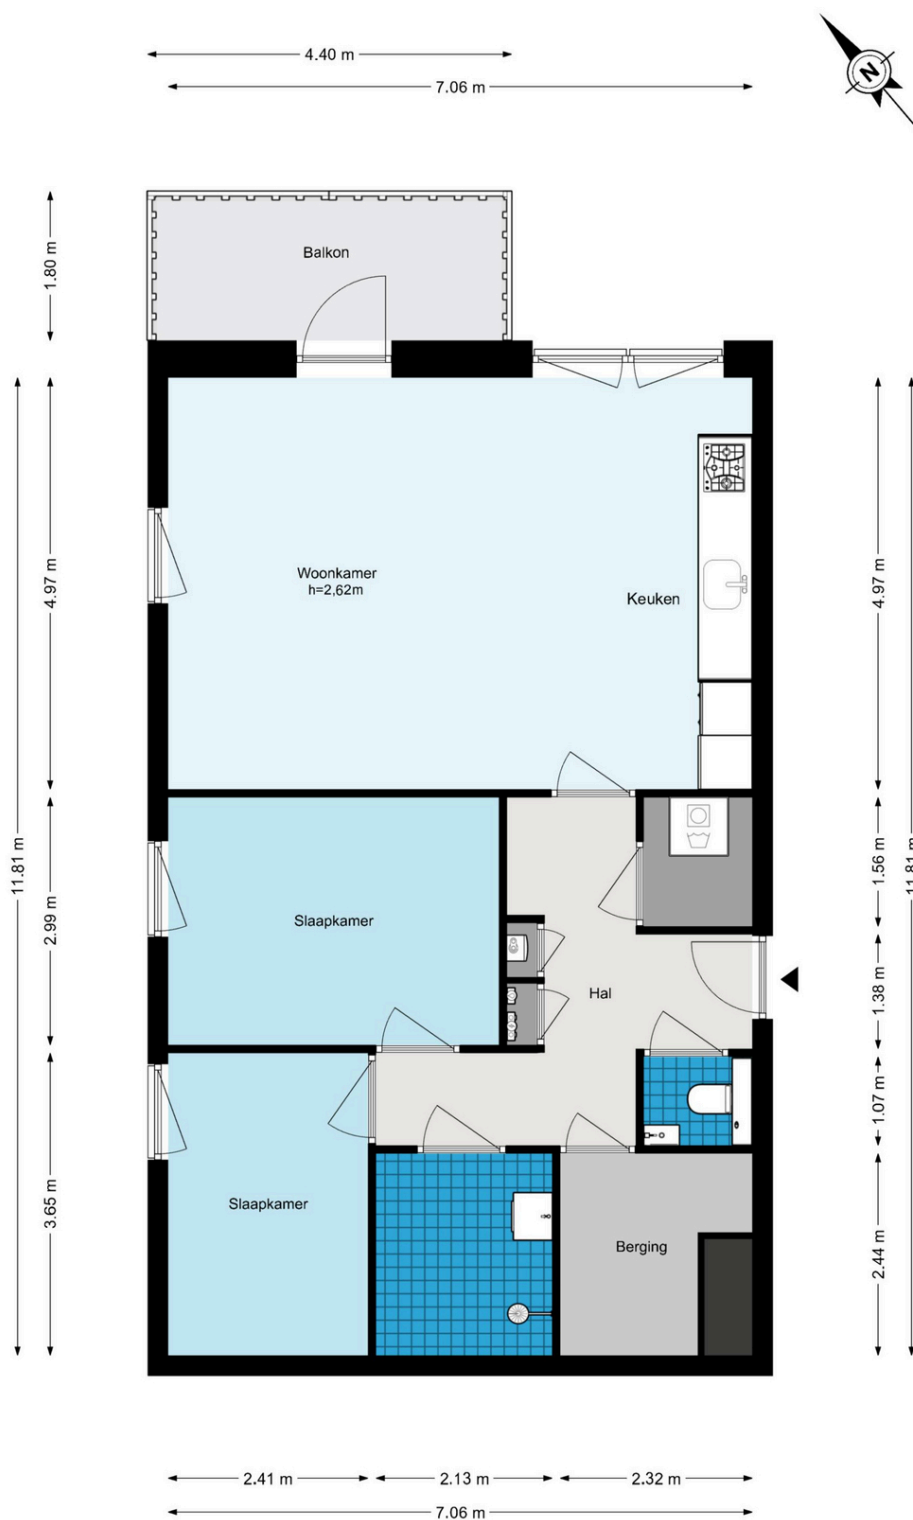 4.40 m
7.06 m
N
1.80 m
Balkon
11.81 m
4.97 m
Woonkamer
h=2,62m
Keuken
4.97 m
11.81 m
2.99 m
Slaapkamer
1.56 m
Hal
1.38 m
1.07 m
3.65 m
Slaapkamer
Berging
2.44 m
2.41 m
2.13 m
2.32 m
7.06 m